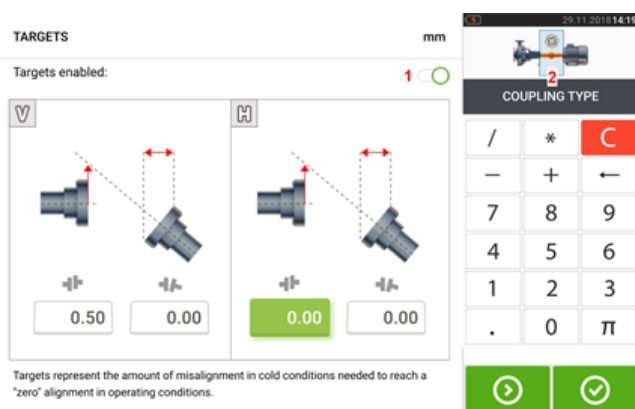 TARGETS
mm
Targets enabled:
1
V
H
0.50
0.00
0.00
0.00
Targets represent the amount of misalignment in cold conditions needed to reach a
"zero" alignment in operating conditions.
29.11.2018 14:19
2
COUPLING TYPE
/ * C
− + ←
7 8 9
4 5 6
1 2 3
. 0 π